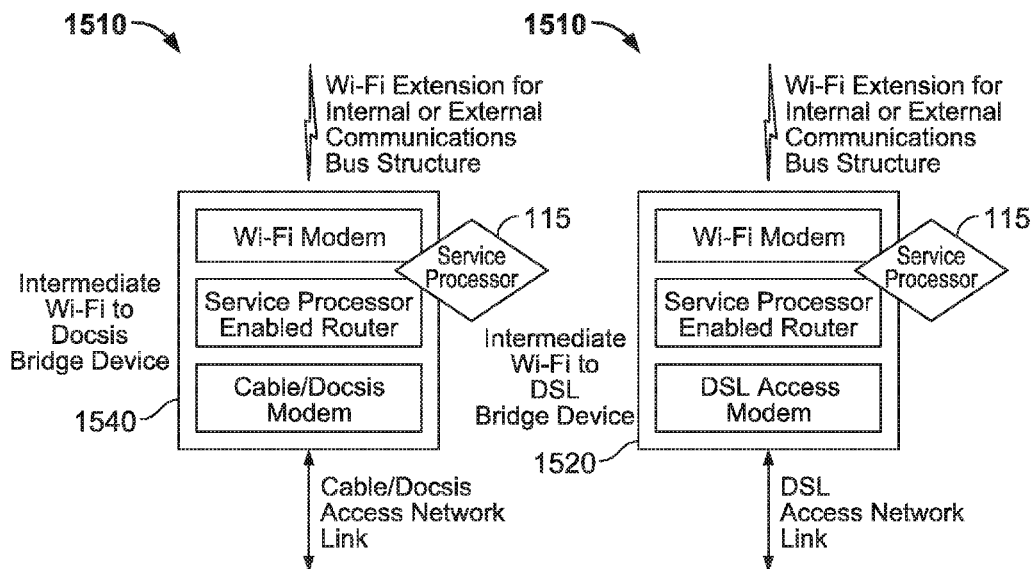 1510
Wi-Fi Extension for
Internal or External
Communications
Bus Structure
115
Wi-Fi Modem
Service
Processor
Intermediate
Wi-Fi to
Docsis
Bridge Device
Service Processor
Enabled Router
Cable/Docsis
Modem
1540
Cable/Docsis
Access Network
Link
1510
Wi-Fi Extension for
Internal or External
Communications
Bus Structure
115
Wi-Fi Modem
Service
Processor
Intermediate
Wi-Fi to
DSL
Bridge Device
Service Processor
Enabled Router
DSL Access
Modem
1520
DSL
Access Network
Link